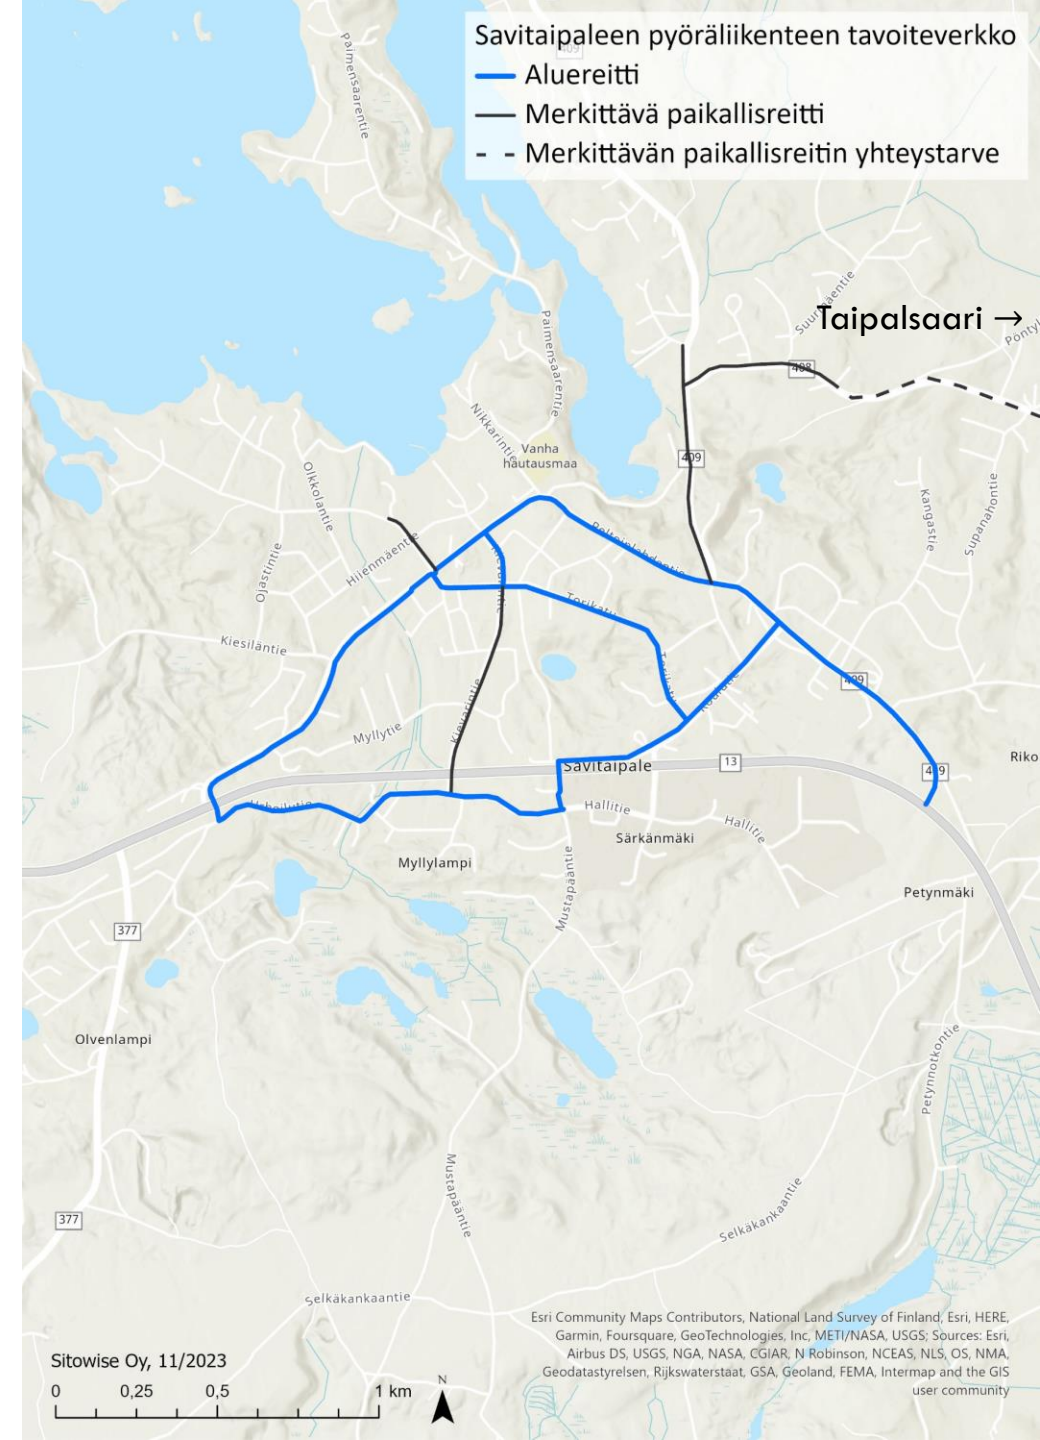 Savitaipaleen pyöräliikenteen tavoiteverkko
Aluereitti
Merkittävä paikallisreitti
Merkittävän paikallisreitin yhteystarve
409
Paimensaarentie
Suurmäentie
Taipalsaari →
408
Paimensaarentie
Nikkarintie
Vanha
hautausmaa
409
Olkkolantie
Kangastie
Supanahontie
Ojastintie
Torikatu
Kiesiläntie
Torikatu
409
Kievarintie
Myllytie
Savitaipale
13
Riko
409
Hallitie
Särkänmäki
Hallitie
Myllylampi
Petynmäki
Mustapääntie
377
Olvenlampi
Petynnotkontie
Mustapääntie
377
Selkäkankaantie
Selkäkankaantie
Esri Community Maps Contributors, National Land Survey of Finland, Esri, HERE,
Garmin, Foursquare, GeoTechnologies, Inc, METI/NASA, USGS; Sources: Esri,
Airbus DS, USGS, NGA, NASA, CGIAR, N Robinson, NCEAS, NLS, OS, NMA,
Geodatastyrelsen, Rijkswaterstaat, GSA, Geoland, FEMA, Intermap and the GIS
user community
Sitowise Oy, 11/2023
0 0,25 0,5 1 km
N